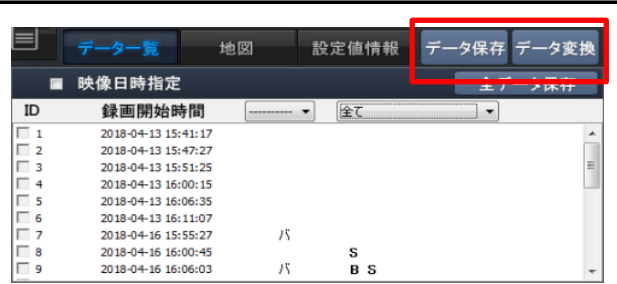 データ一覧 地図 設定値情報 データ保存 データ変換
映像日時指定 全データ保存
ID 録画開始時間 ---------- 全て
1 2018-04-13 15:41:17
2 2018-04-13 15:47:27
3 2018-04-13 15:51:25
4 2018-04-13 16:00:15
5 2018-04-13 16:06:35
6 2018-04-13 16:11:07
7 2018-04-16 15:55:27 バ
8 2018-04-16 16:00:45 S
9 2018-04-16 16:06:03 バ B S